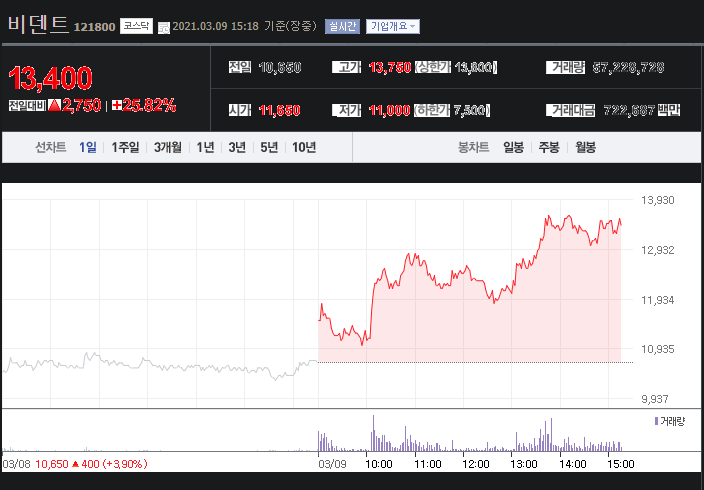 비덴트 121800 코스닥 2021.03.09 15:18 기준(장중) 실시간 기업개요
13,400
전일대비 2,750 | +25.82%
전일 10,650 고가 13,750 (상한가 13,800) 거래량 57,228,728
시가 11,550 저가 11,000 (하한가 7,500) 거래대금 722,687 백만
선차트 1일 1주일 3개월 1년 3년 5년 10년 봉차트 일봉 주봉 월봉
13,930
12,932
11,934
10,935
9,937
거래량
03/08 10,650 ▲ 400 (+3,90%) 03/09 10:00 11:00 12:00 13:00 14:00 15:00